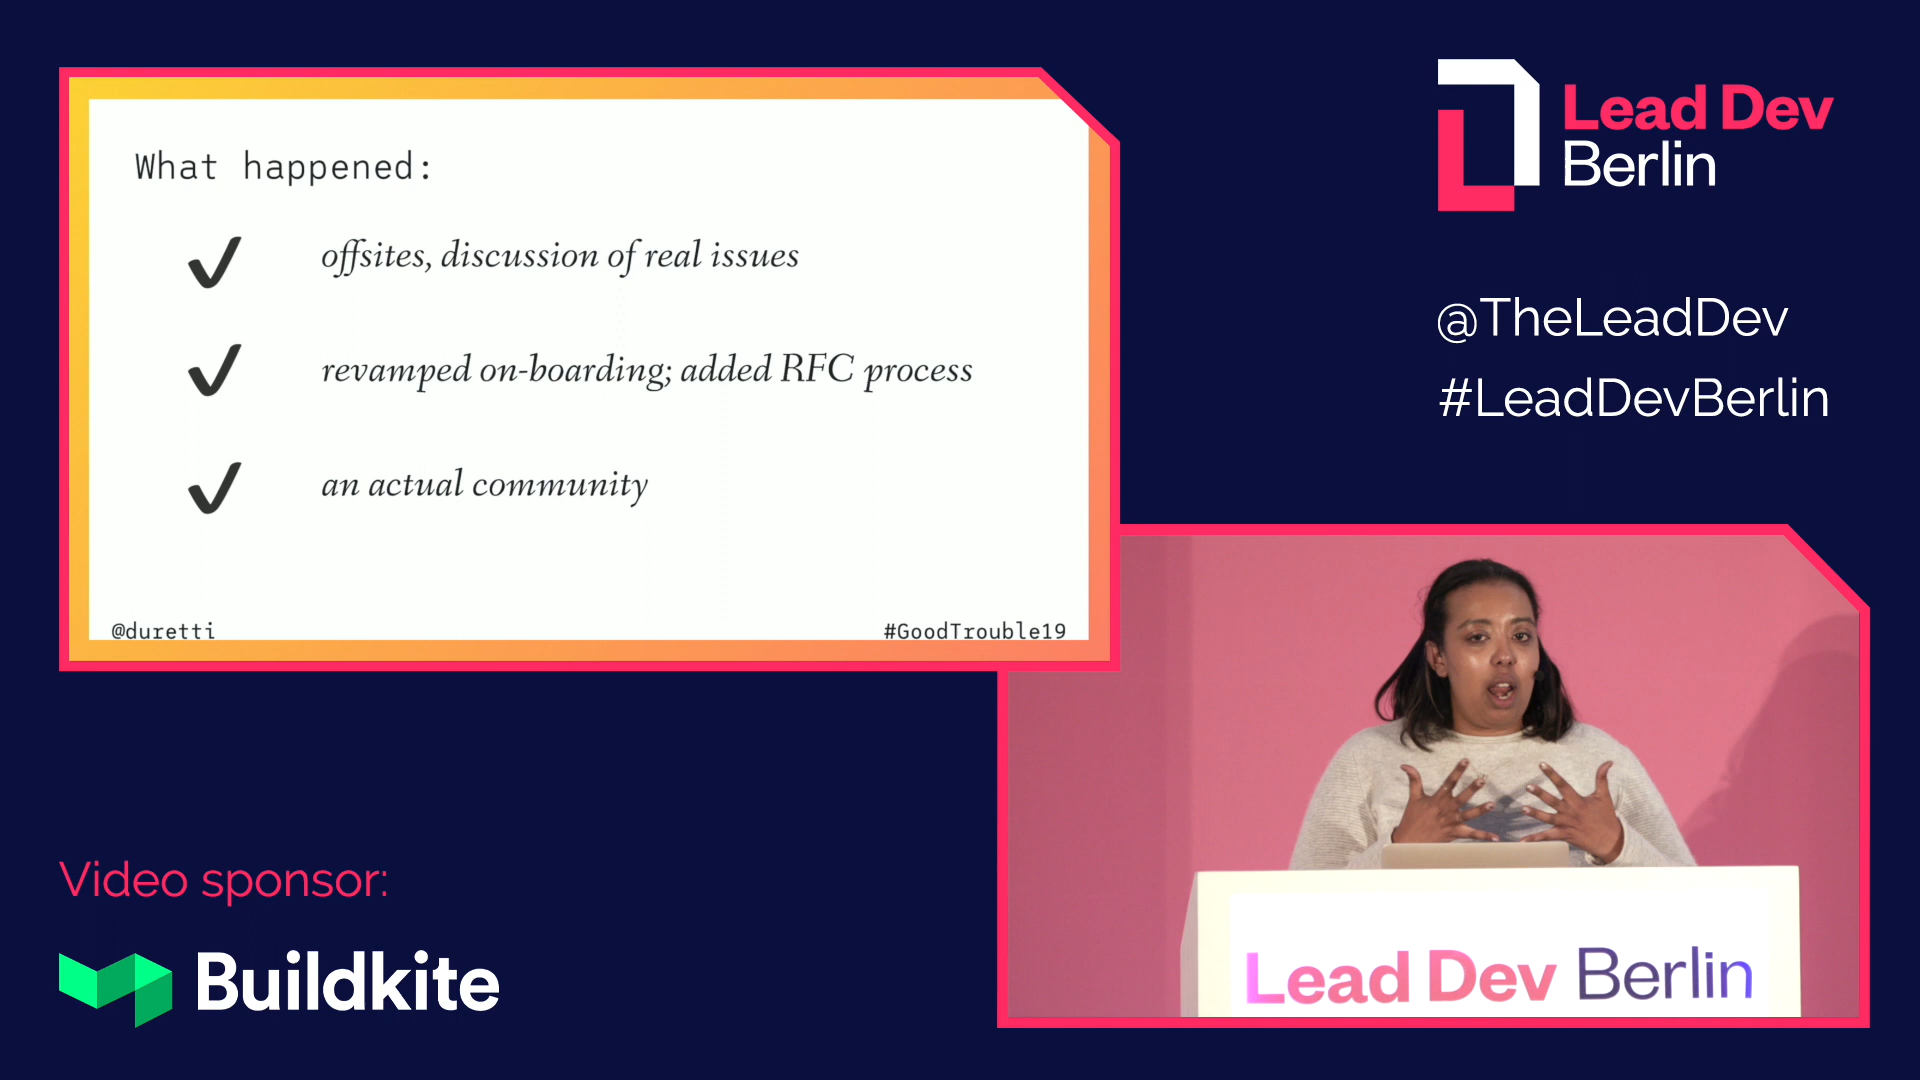 What happened:
✓ offsites, discussion of real issues
✓ revamped on-boarding; added RFC process
✓ an actual community
@duretti
#GoodTrouble19
Lead Dev
Berlin
@TheLeadDev
#LeadDevBerlin
Video sponsor:
Buildkite
Lead Dev Berlin